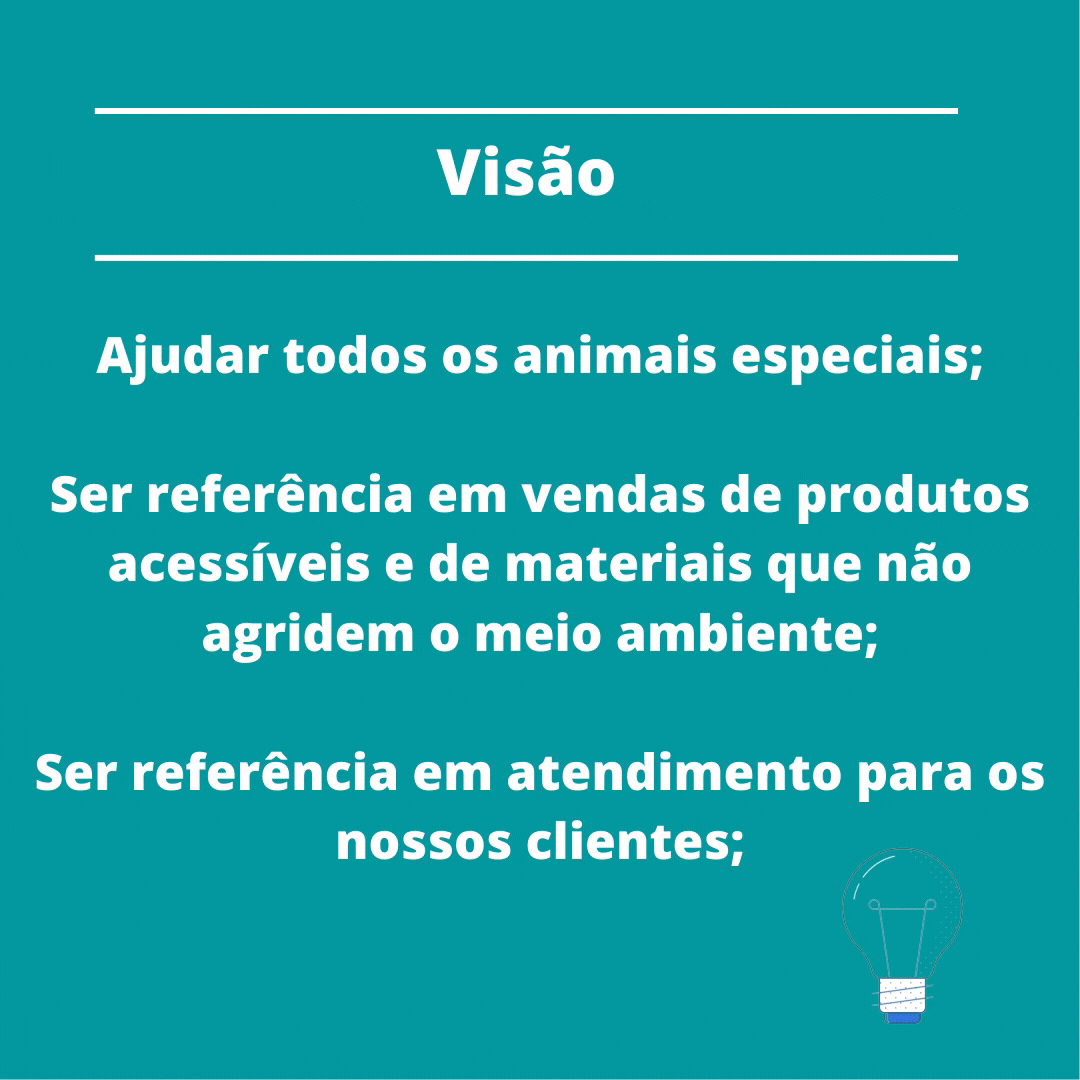 Visão
Ajudar todos os animais especiais;
Ser referência em vendas de produtos
acessíveis e de materiais que não
agridem o meio ambiente;
Ser referência em atendimento para os
nossos clientes;